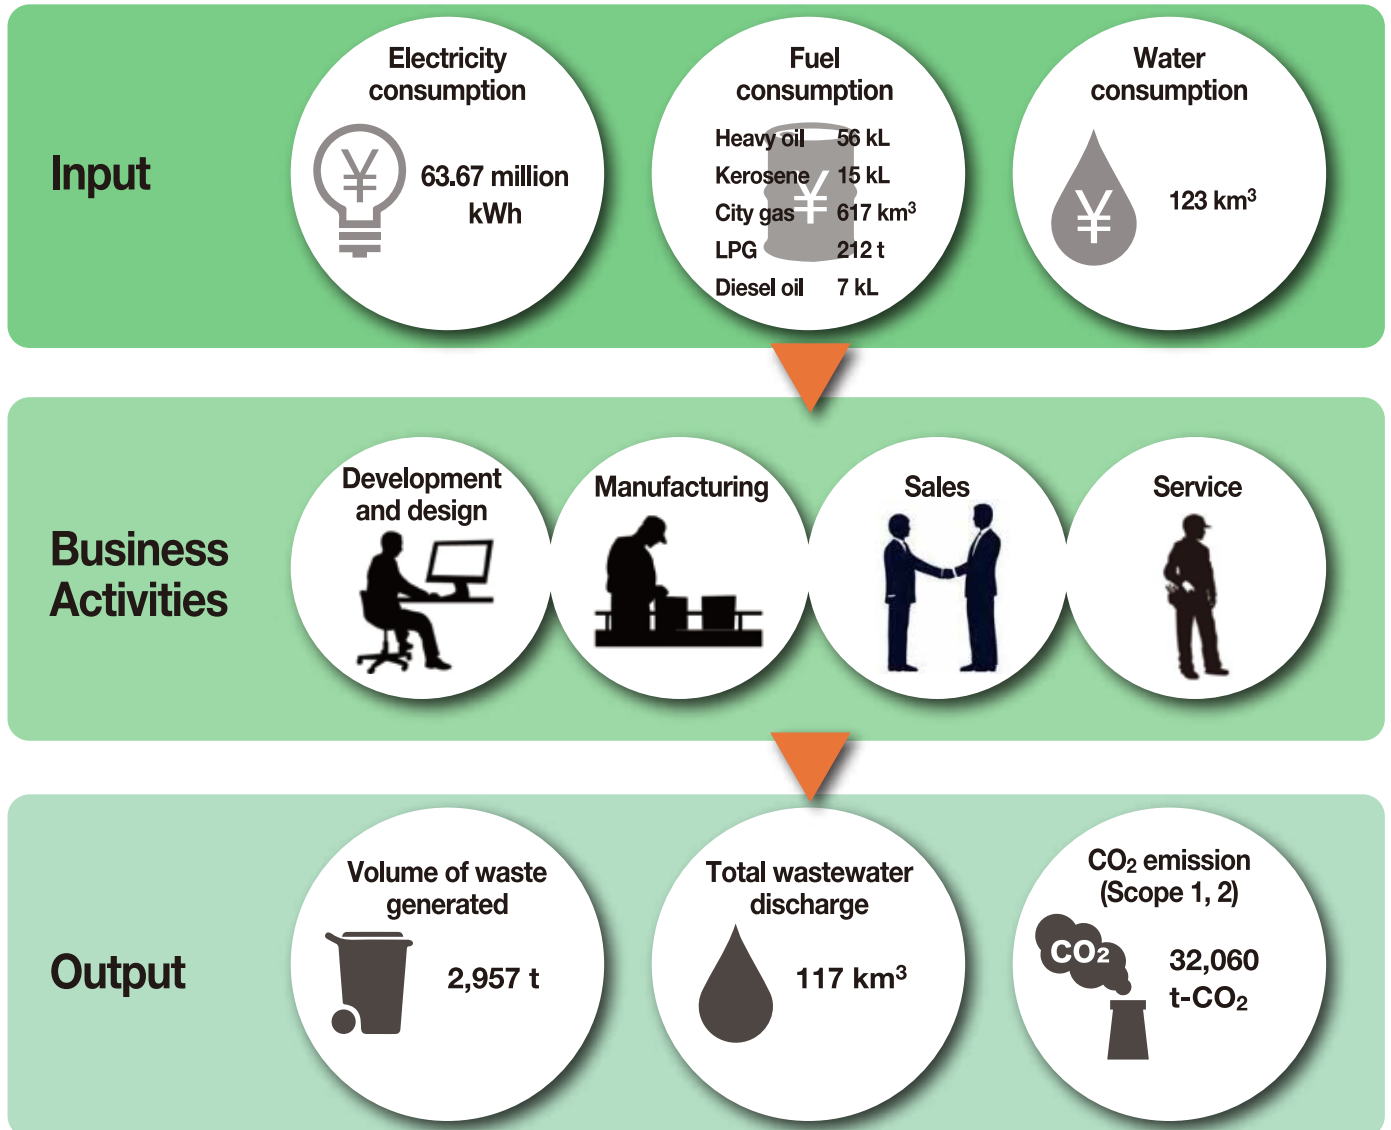 Input
Electricity
consumption
¥
63.67 million
kWh
Fuel
consumption
¥
Heavy oil 56 kL
Kerosene 15 kL
City gas 617 km³
LPG 212 t
Diesel oil 7 kL
Water
consumption
¥
123 km³
Business
Activities
Development
and design
Manufacturing
Sales
Service
Output
Volume of waste
generated
2,957 t
Total wastewater
discharge
117 km³
CO₂ emission
(Scope 1, 2)
CO₂
32,060
t-CO₂